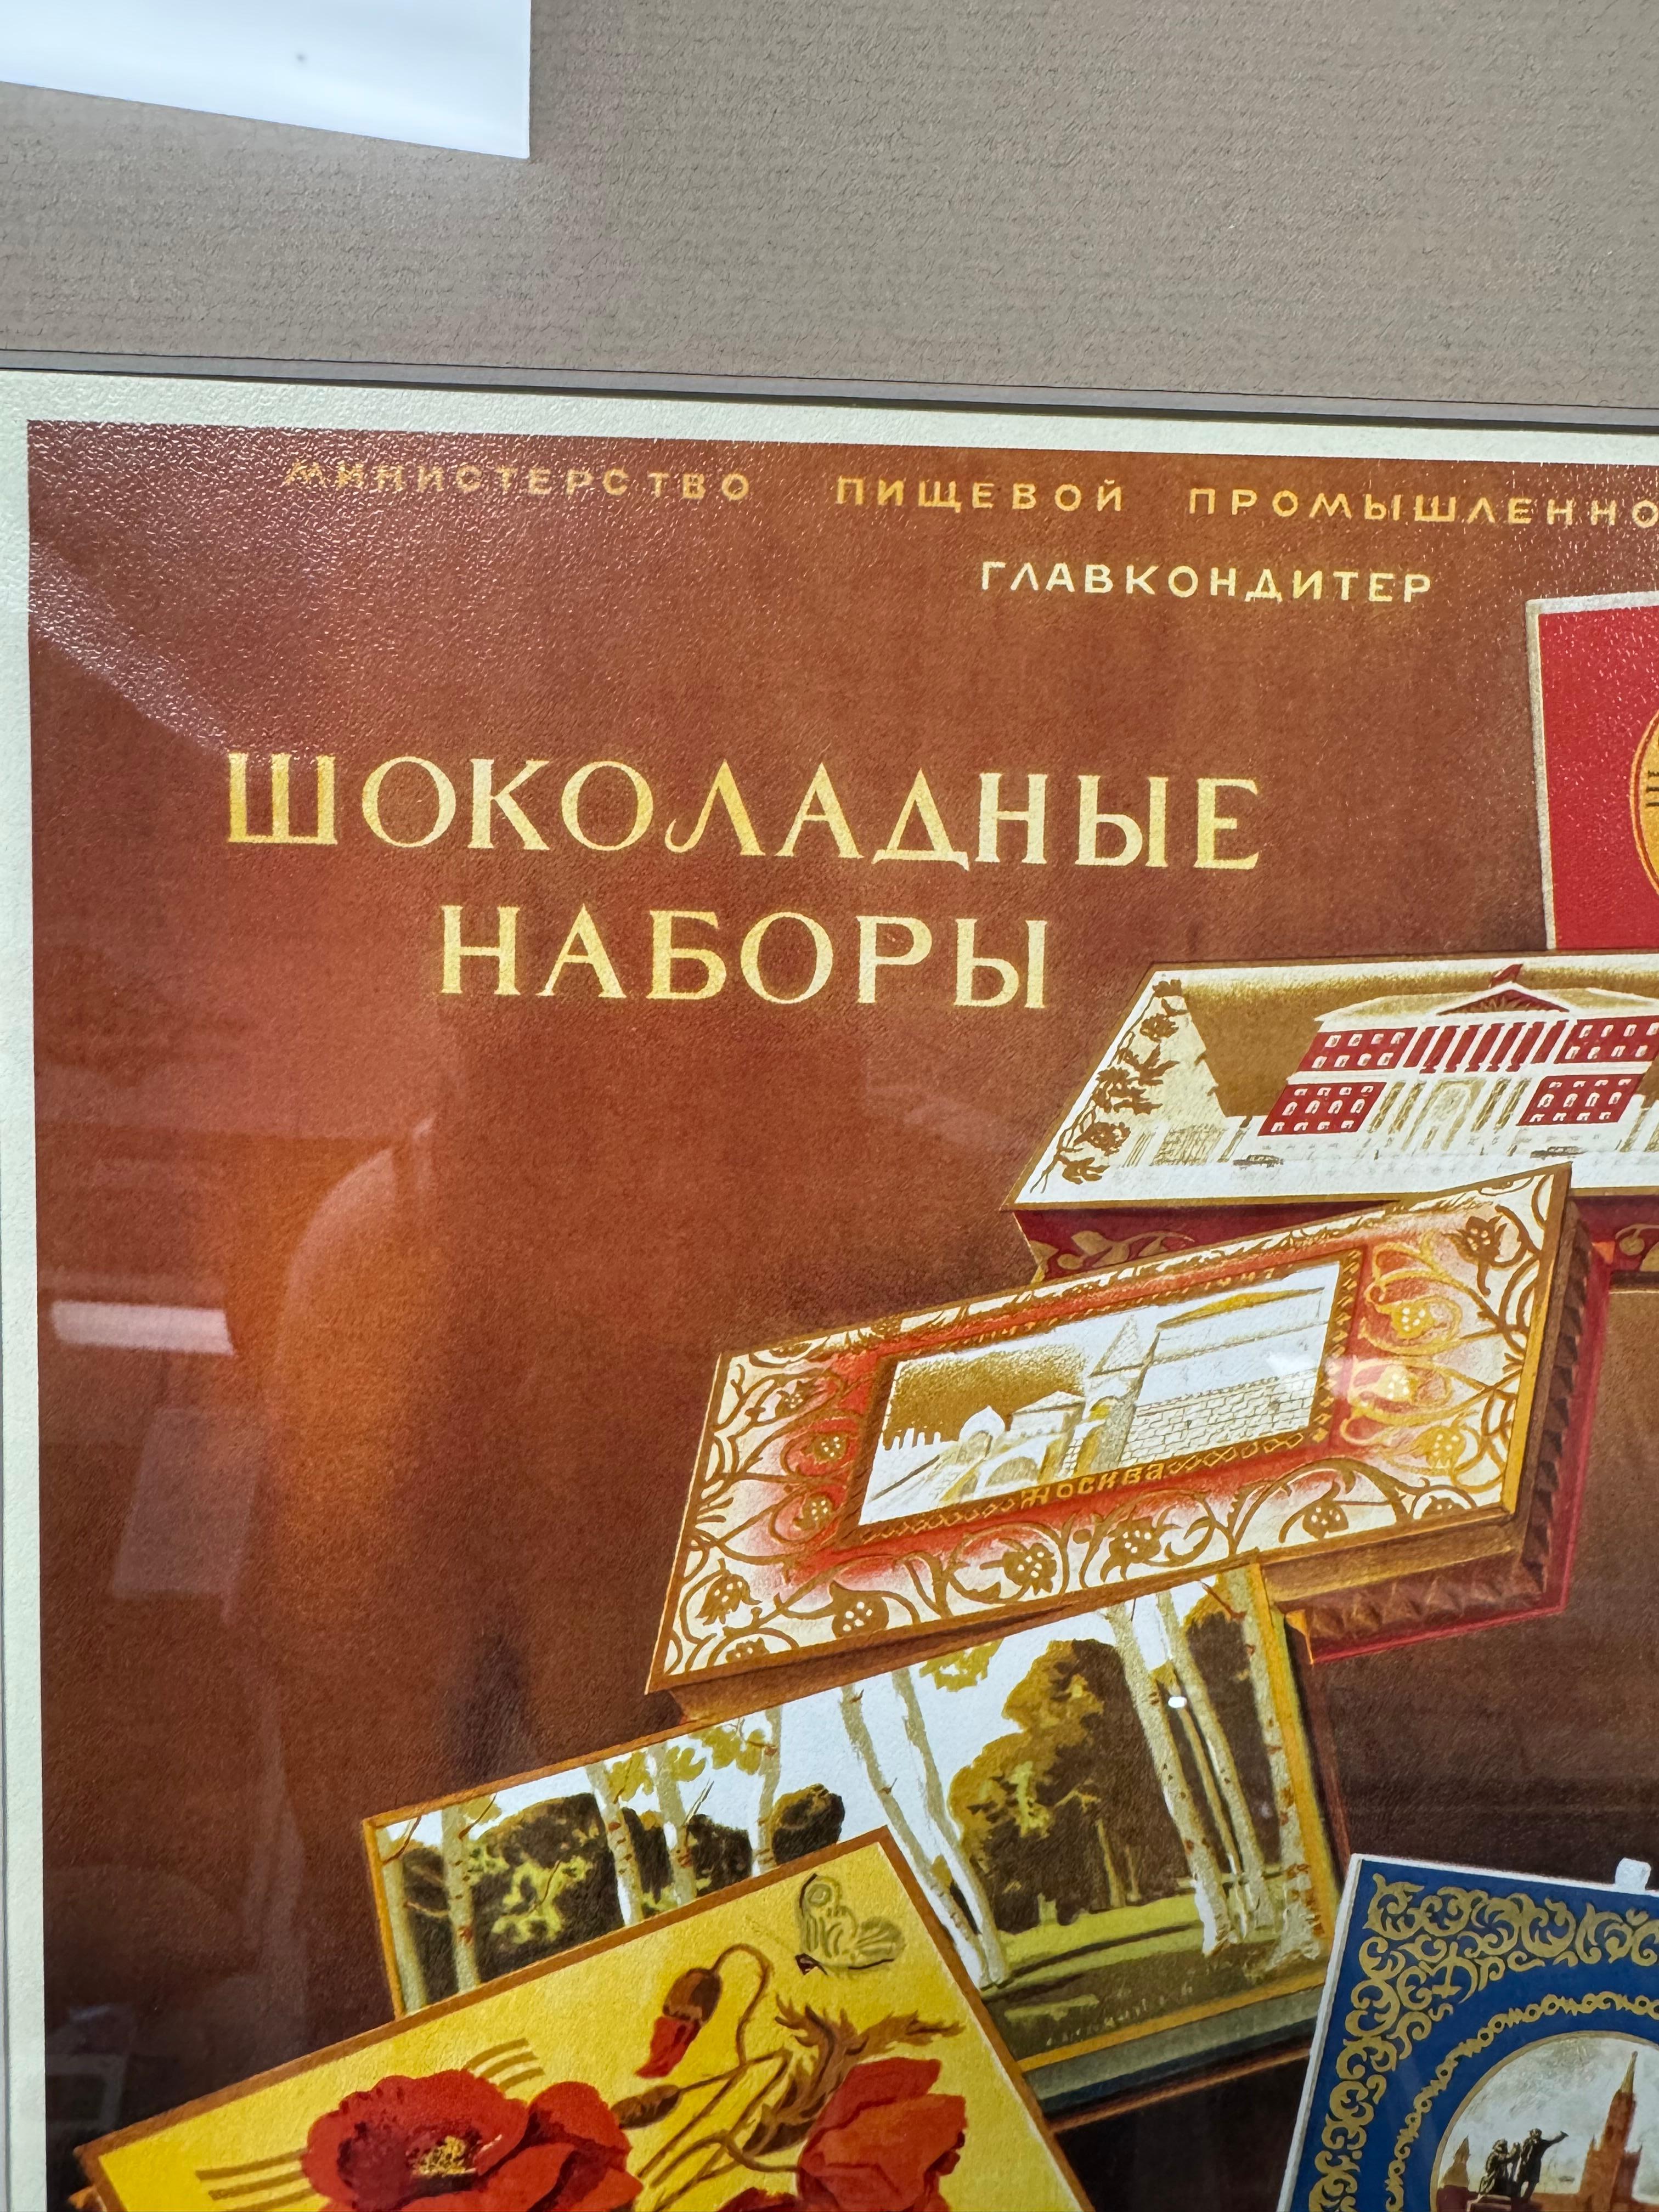 МИНИСТЕРСТВО ПИЩЕВОЙ ПРОМЫШЛЕННО
ГЛАВКОНДИТЕР
ШОКОЛАДНЫЕ
НАБОРЫ
МОСКВА